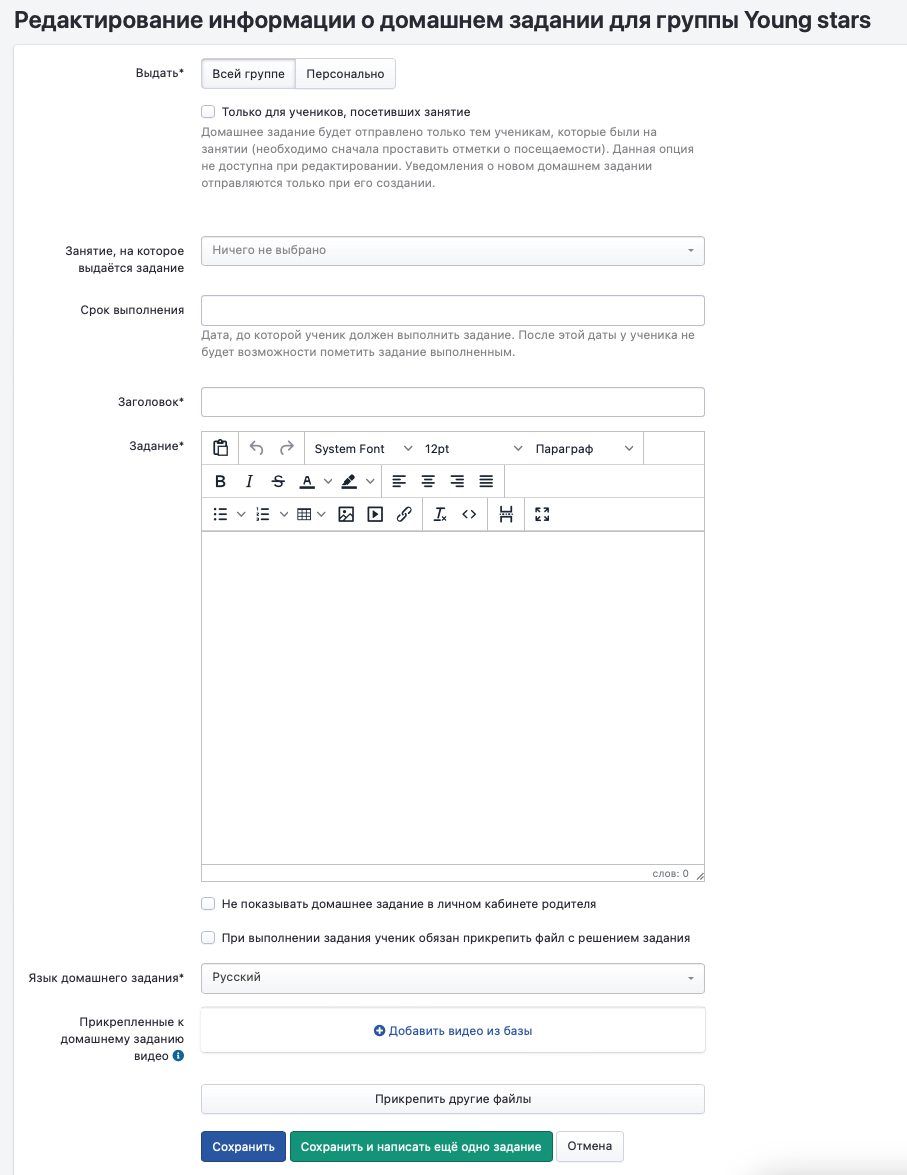 Редактирование информации о домашнем задании для группы Young stars
Выдать*
Всей группе
Персонально
Только для учеников, посетивших занятие
Домашнее задание будет отправлено только тем ученикам, которые были на
занятии (необходимо сначала проставить отметки о посещаемости). Данная опция
не доступна при редактировании. Уведомления о новом домашнем задании
отправляются только при его создании.
Занятие, на которое
выдаётся задание
Ничего не выбрано
Срок выполнения
Дата, до которой ученик должен выполнить задание. После этой даты у ученика не
будет возможности пометить задание выполненным.
Заголовок*
Задание*
System Font
12pt
Параграф
слов: 0
Не показывать домашнее задание в личном кабинете родителя
При выполнении задания ученик обязан прикрепить файл с решением задания
Язык домашнего задания*
Русский
Прикрепленные к
домашнему заданию
видео
Добавить видео из базы
Прикрепить другие файлы
Сохранить
Сохранить и написать ещё одно задание
Отмена